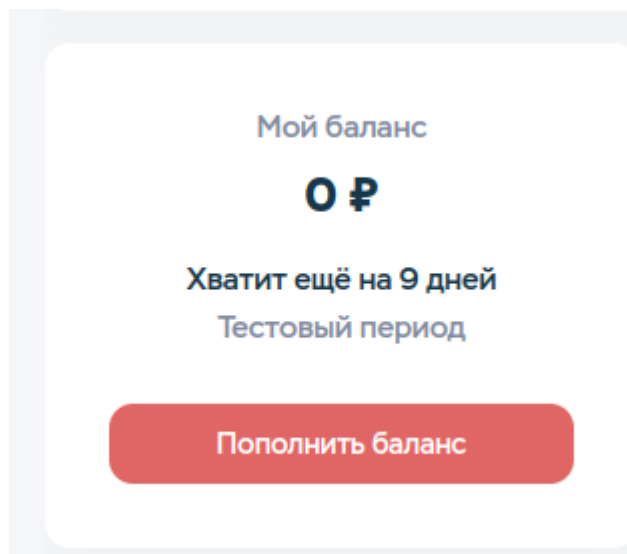 Мой баланс
0 ₽
Хватит ещё на 9 дней
Тестовый период
Пополнить баланс